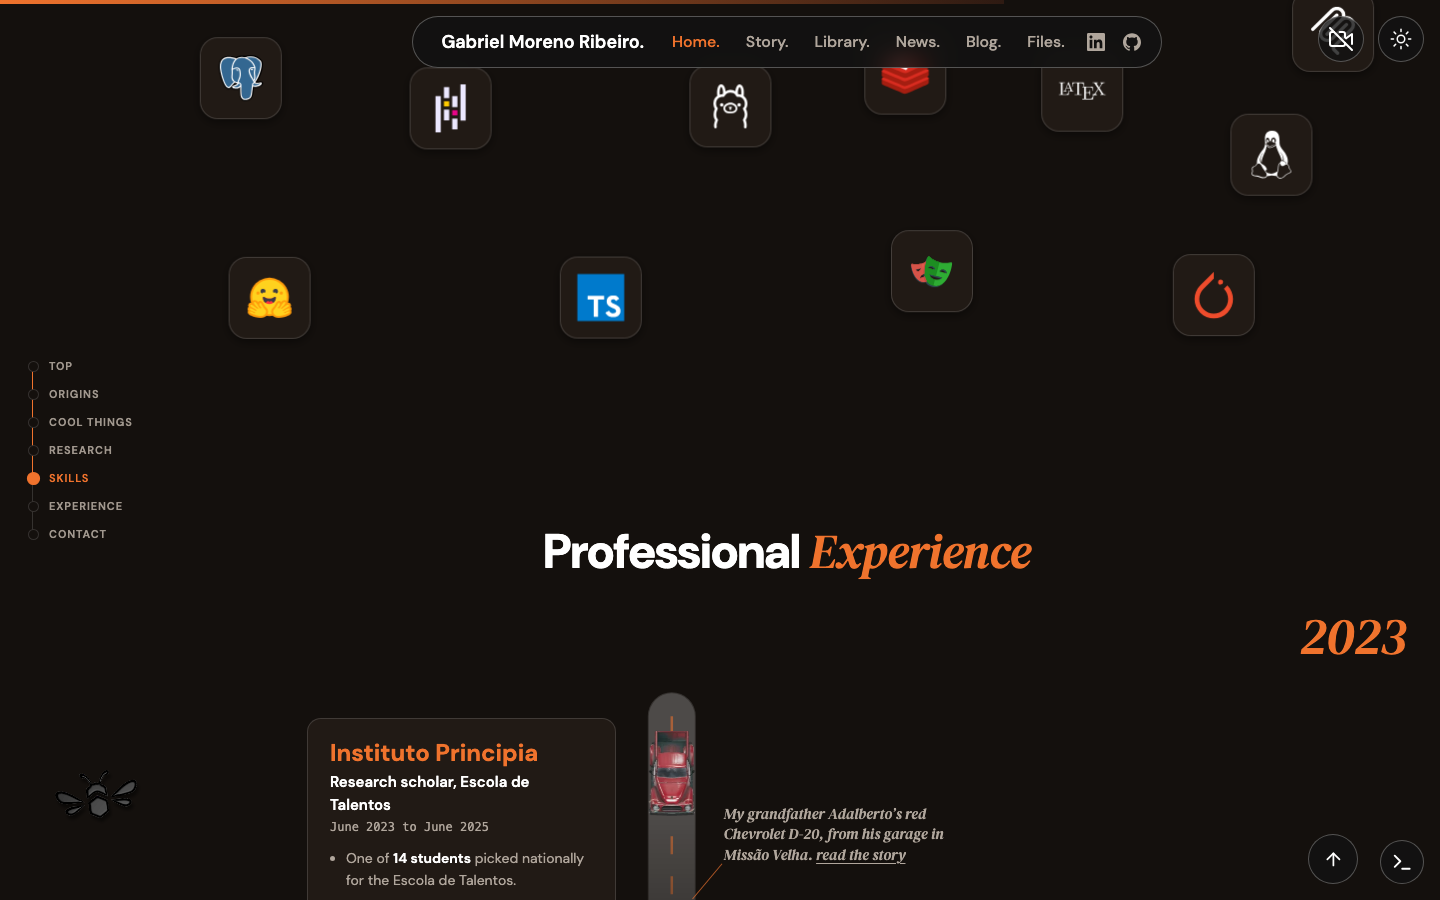 Gabriel Moreno Ribeiro. Home. Story. Library. News. Blog. Files.
LATEX
TS
TOP
ORIGINS
COOL THINGS
RESEARCH
SKILLS
EXPERIENCE
CONTACT
Professional Experience
2023
Instituto Principia
Research scholar, Escola de
Talentos
June 2023 to June 2025
• One of 14 students picked nationally
for the Escola de Talentos.
My grandfather Adalberto's red
Chevrolet D-20, from his garage in
Missão Velha. read the story